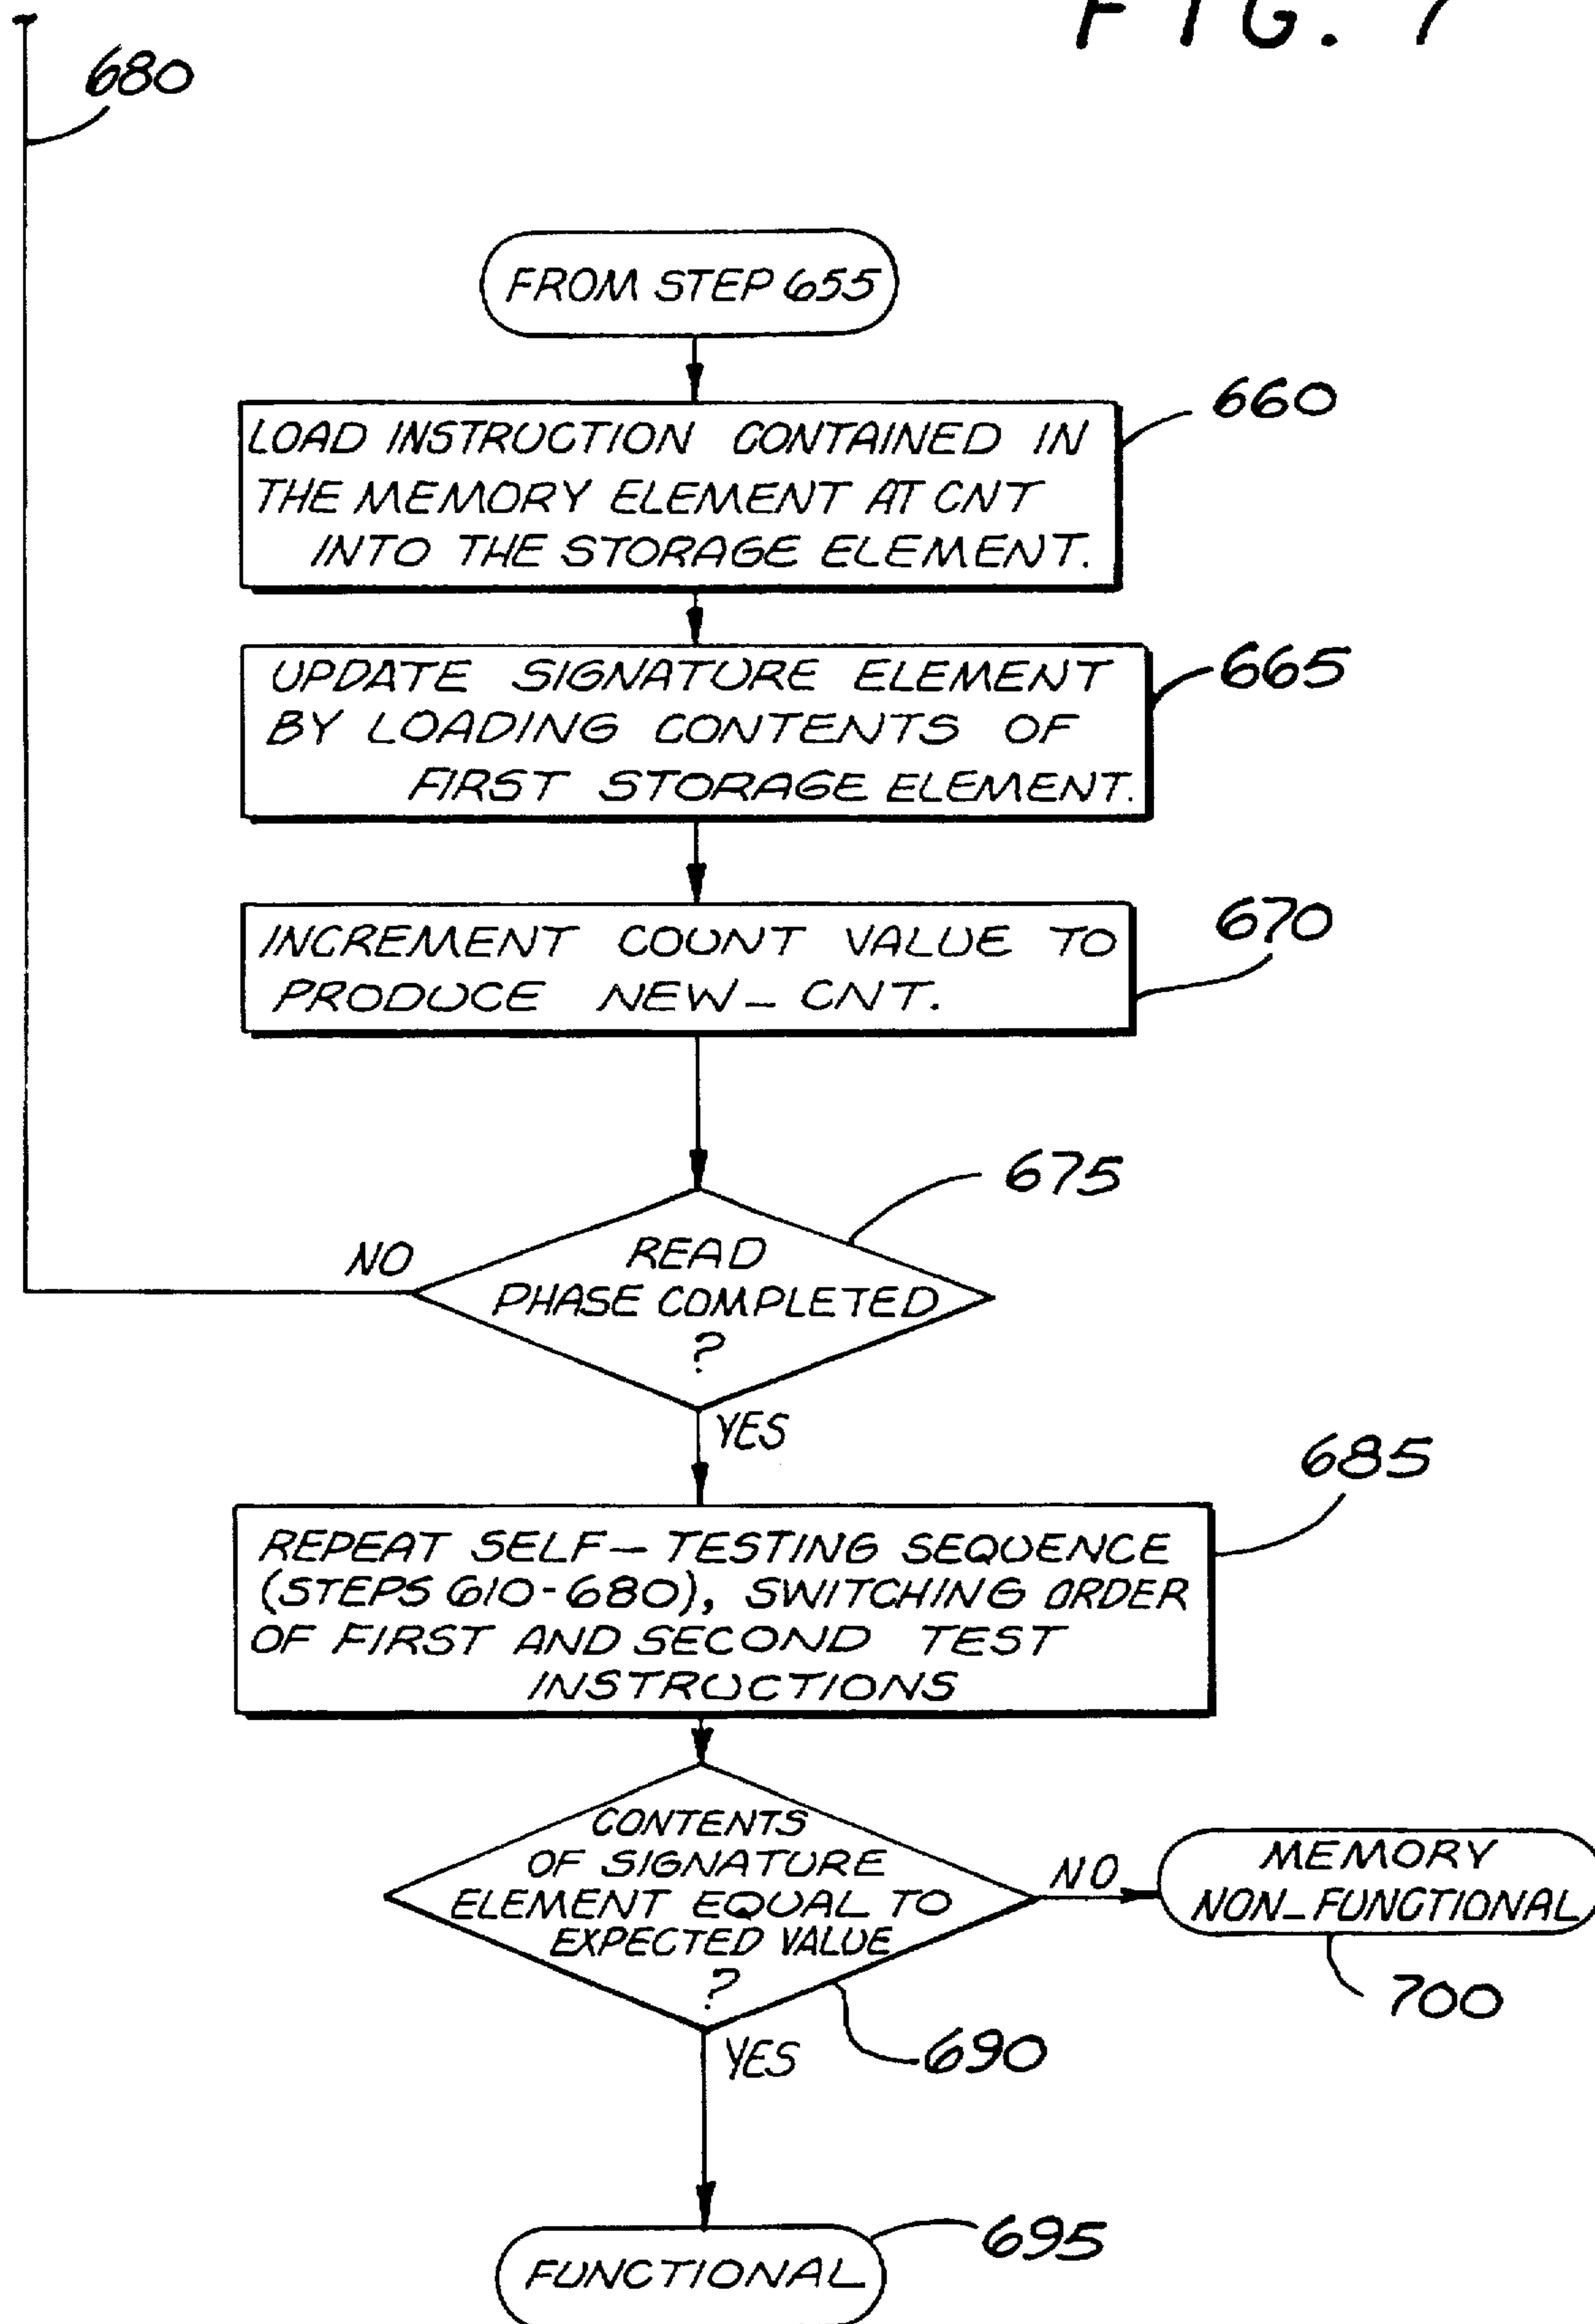 FIG. 7
680
FROM STEP 655
660
LOAD INSTRUCTION CONTAINED IN
THE MEMORY ELEMENT AT CNT
INTO THE STORAGE ELEMENT.
665
UPDATE SIGNATURE ELEMENT
BY LOADING CONTENTS OF
FIRST STORAGE ELEMENT.
670
INCREMENT COUNT VALUE TO
PRODUCE NEW_CNT.
675
NO
READ
PHASE COMPLETED
?
YES
685
REPEAT SELF-TESTING SEQUENCE
(STEPS 610-680), SWITCHING ORDER
OF FIRST AND SECOND TEST
INSTRUCTIONS
CONTENTS
OF SIGNATURE
ELEMENT EQUAL TO
EXPECTED VALUE
?
NO
MEMORY
NON_FUNCTIONAL
700
690
YES
695
FUNCTIONAL